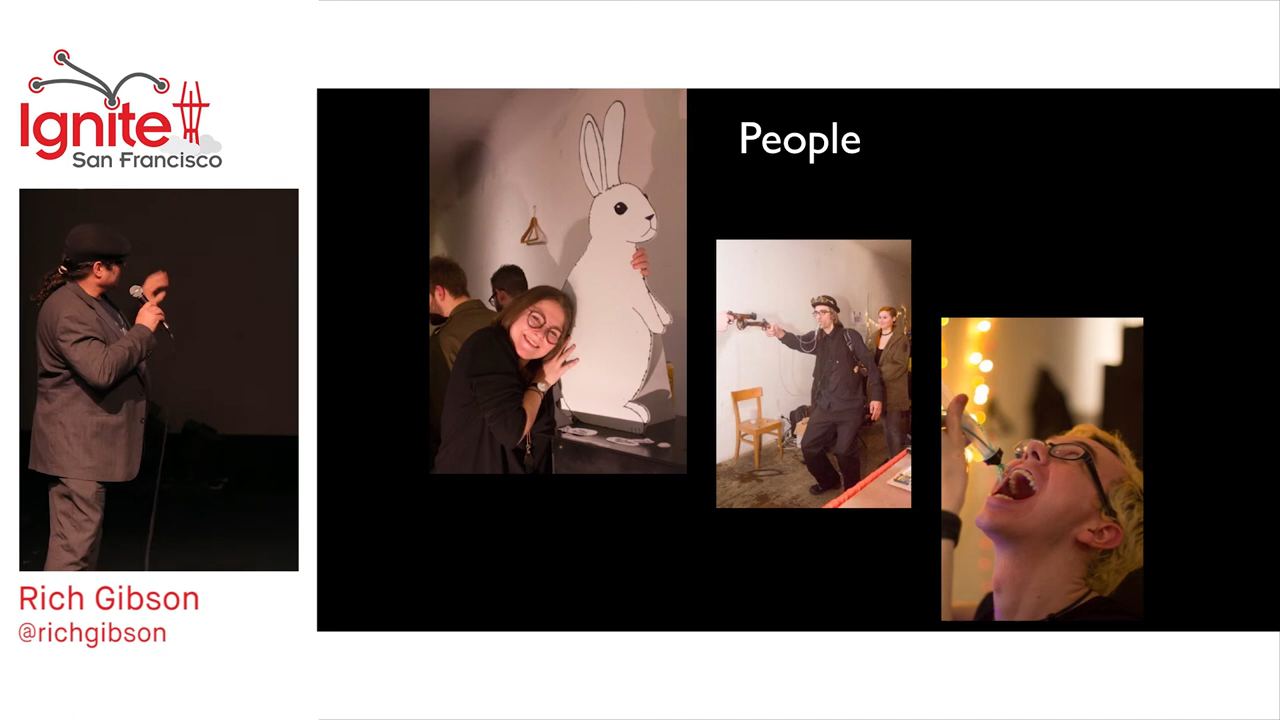 Ignite
San Francisco
Rich Gibson
@richgibson
People